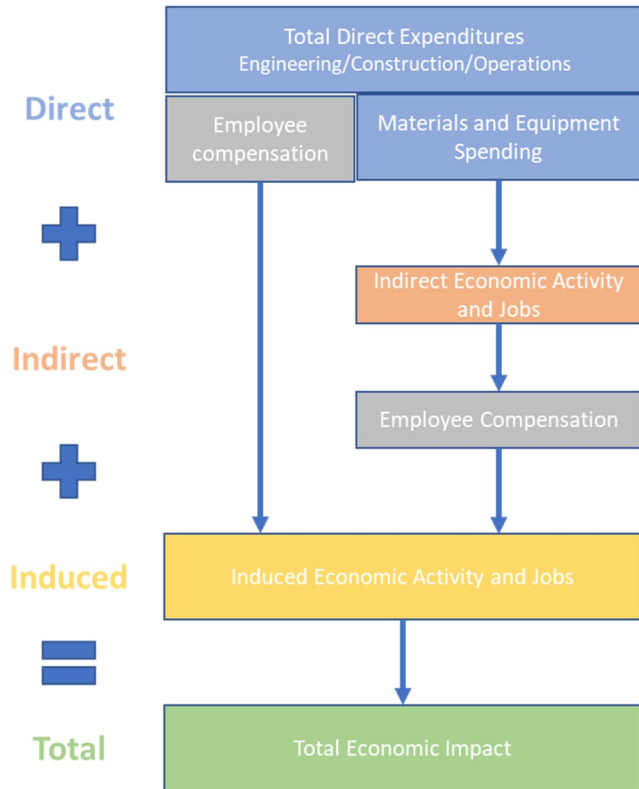 Total Direct Expenditures
Engineering/Construction/Operations
Direct
Employee
compensation
Materials and Equipment
Spending
Indirect Economic Activity
and Jobs
Indirect
Employee Compensation
Induced
Induced Economic Activity and Jobs
Total
Total Economic Impact